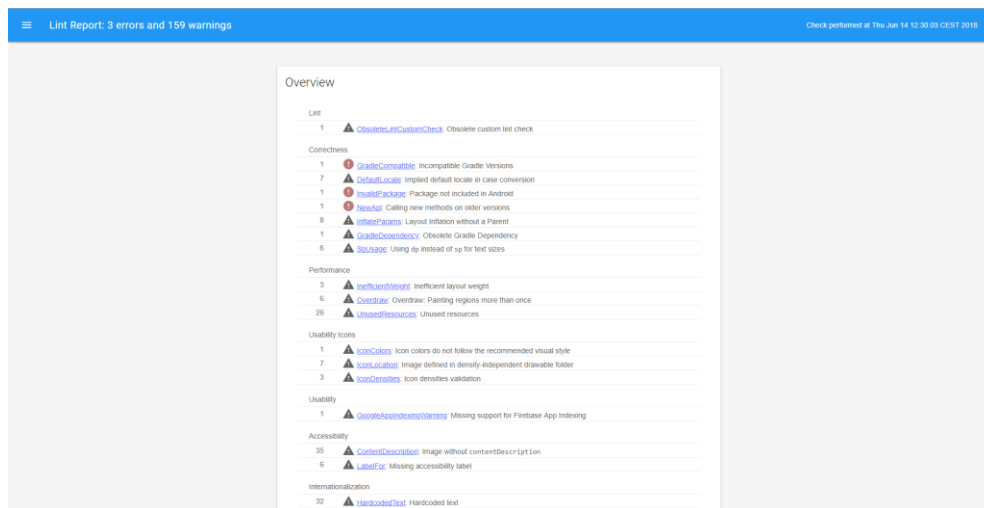 Lint Report: 3 errors and 159 warnings
Check performed at Thu Jun 14 12:30:03 CEST 2018
Overview
Lint
1 ObsoleteLintCustomCheck: Obsolete custom lint check
Correctness
1 GradleCompatible: Incompatible Gradle Versions
7 DefaultLocale: Implied default locale in case conversion
1 InvalidPackage: Package not included in Android
1 NewApi: Calling new methods on older versions
8 InflateParams: Layout Inflation without a Parent
1 GradleDependency: Obsolete Gradle Dependency
6 SpUsage: Using dp instead of sp for text sizes
Performance
3 InefficientWeight: Inefficient layout weight
6 Overdraw: Overdraw: Painting regions more than once
26 UnusedResources: Unused resources
Usability:Icons
1 IconColors: Icon colors do not follow the recommended visual style
7 IconLocation: Image defined in density-independent drawable folder
3 IconDensities: Icon densities validation
Usability
1 GoogleAppIndexingWarning: Missing support for Firebase App Indexing
Accessibility
35 ContentDescription: Image without contentDescription
6 LabelFor: Missing accessibility label
Internationalization
32 HardcodedText: Hardcoded text